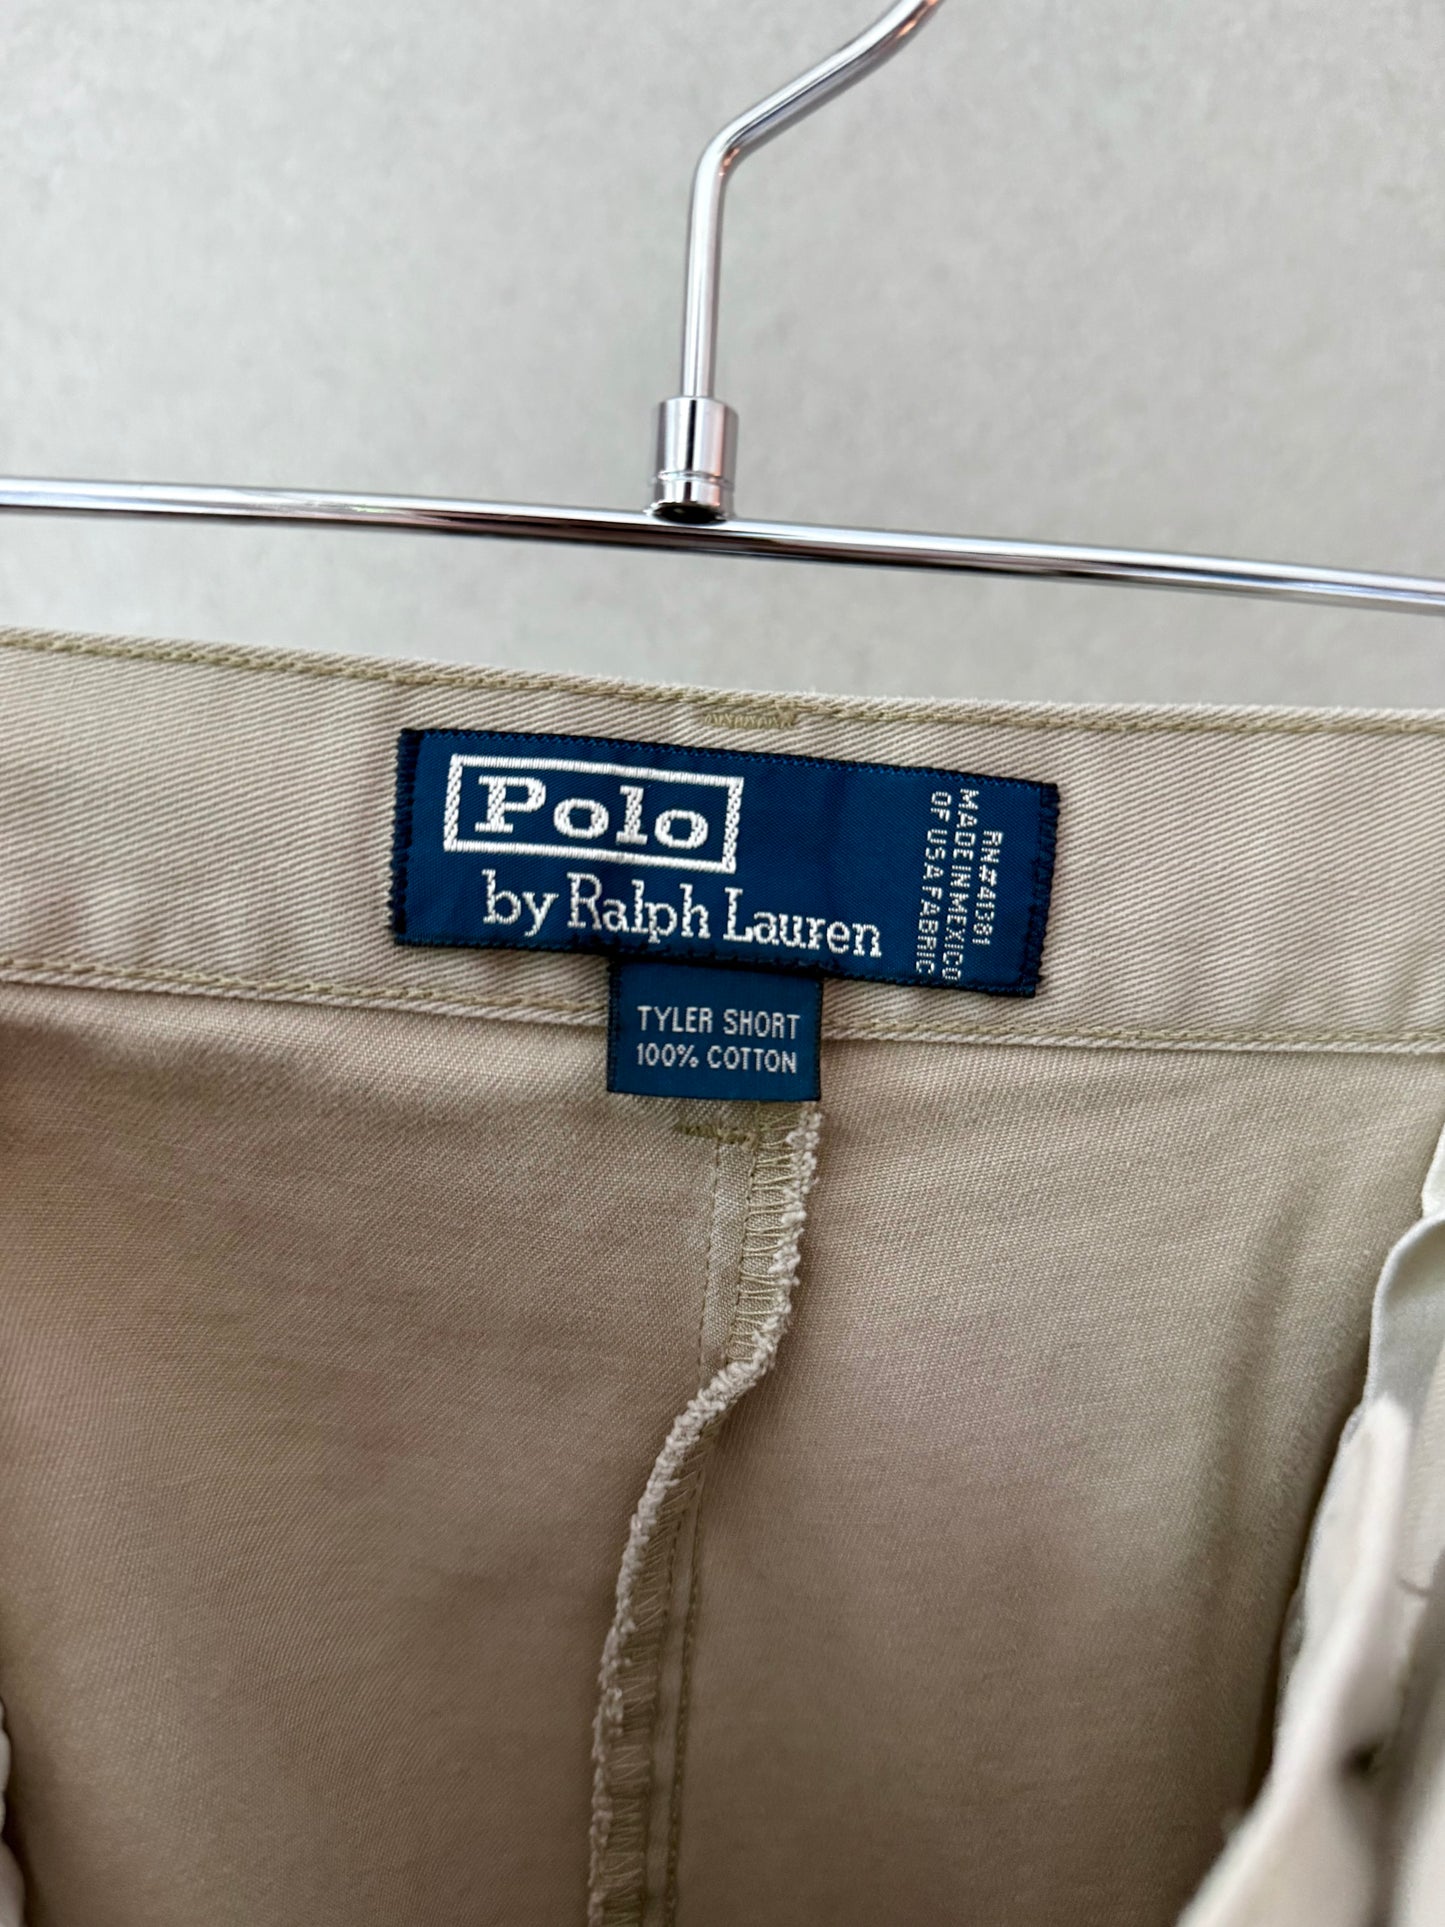 Polo
by Ralph Lauren
RN#41381
MADE IN MEXICO
OF USA FABRIC
TYLER SHORT
100% COTTON